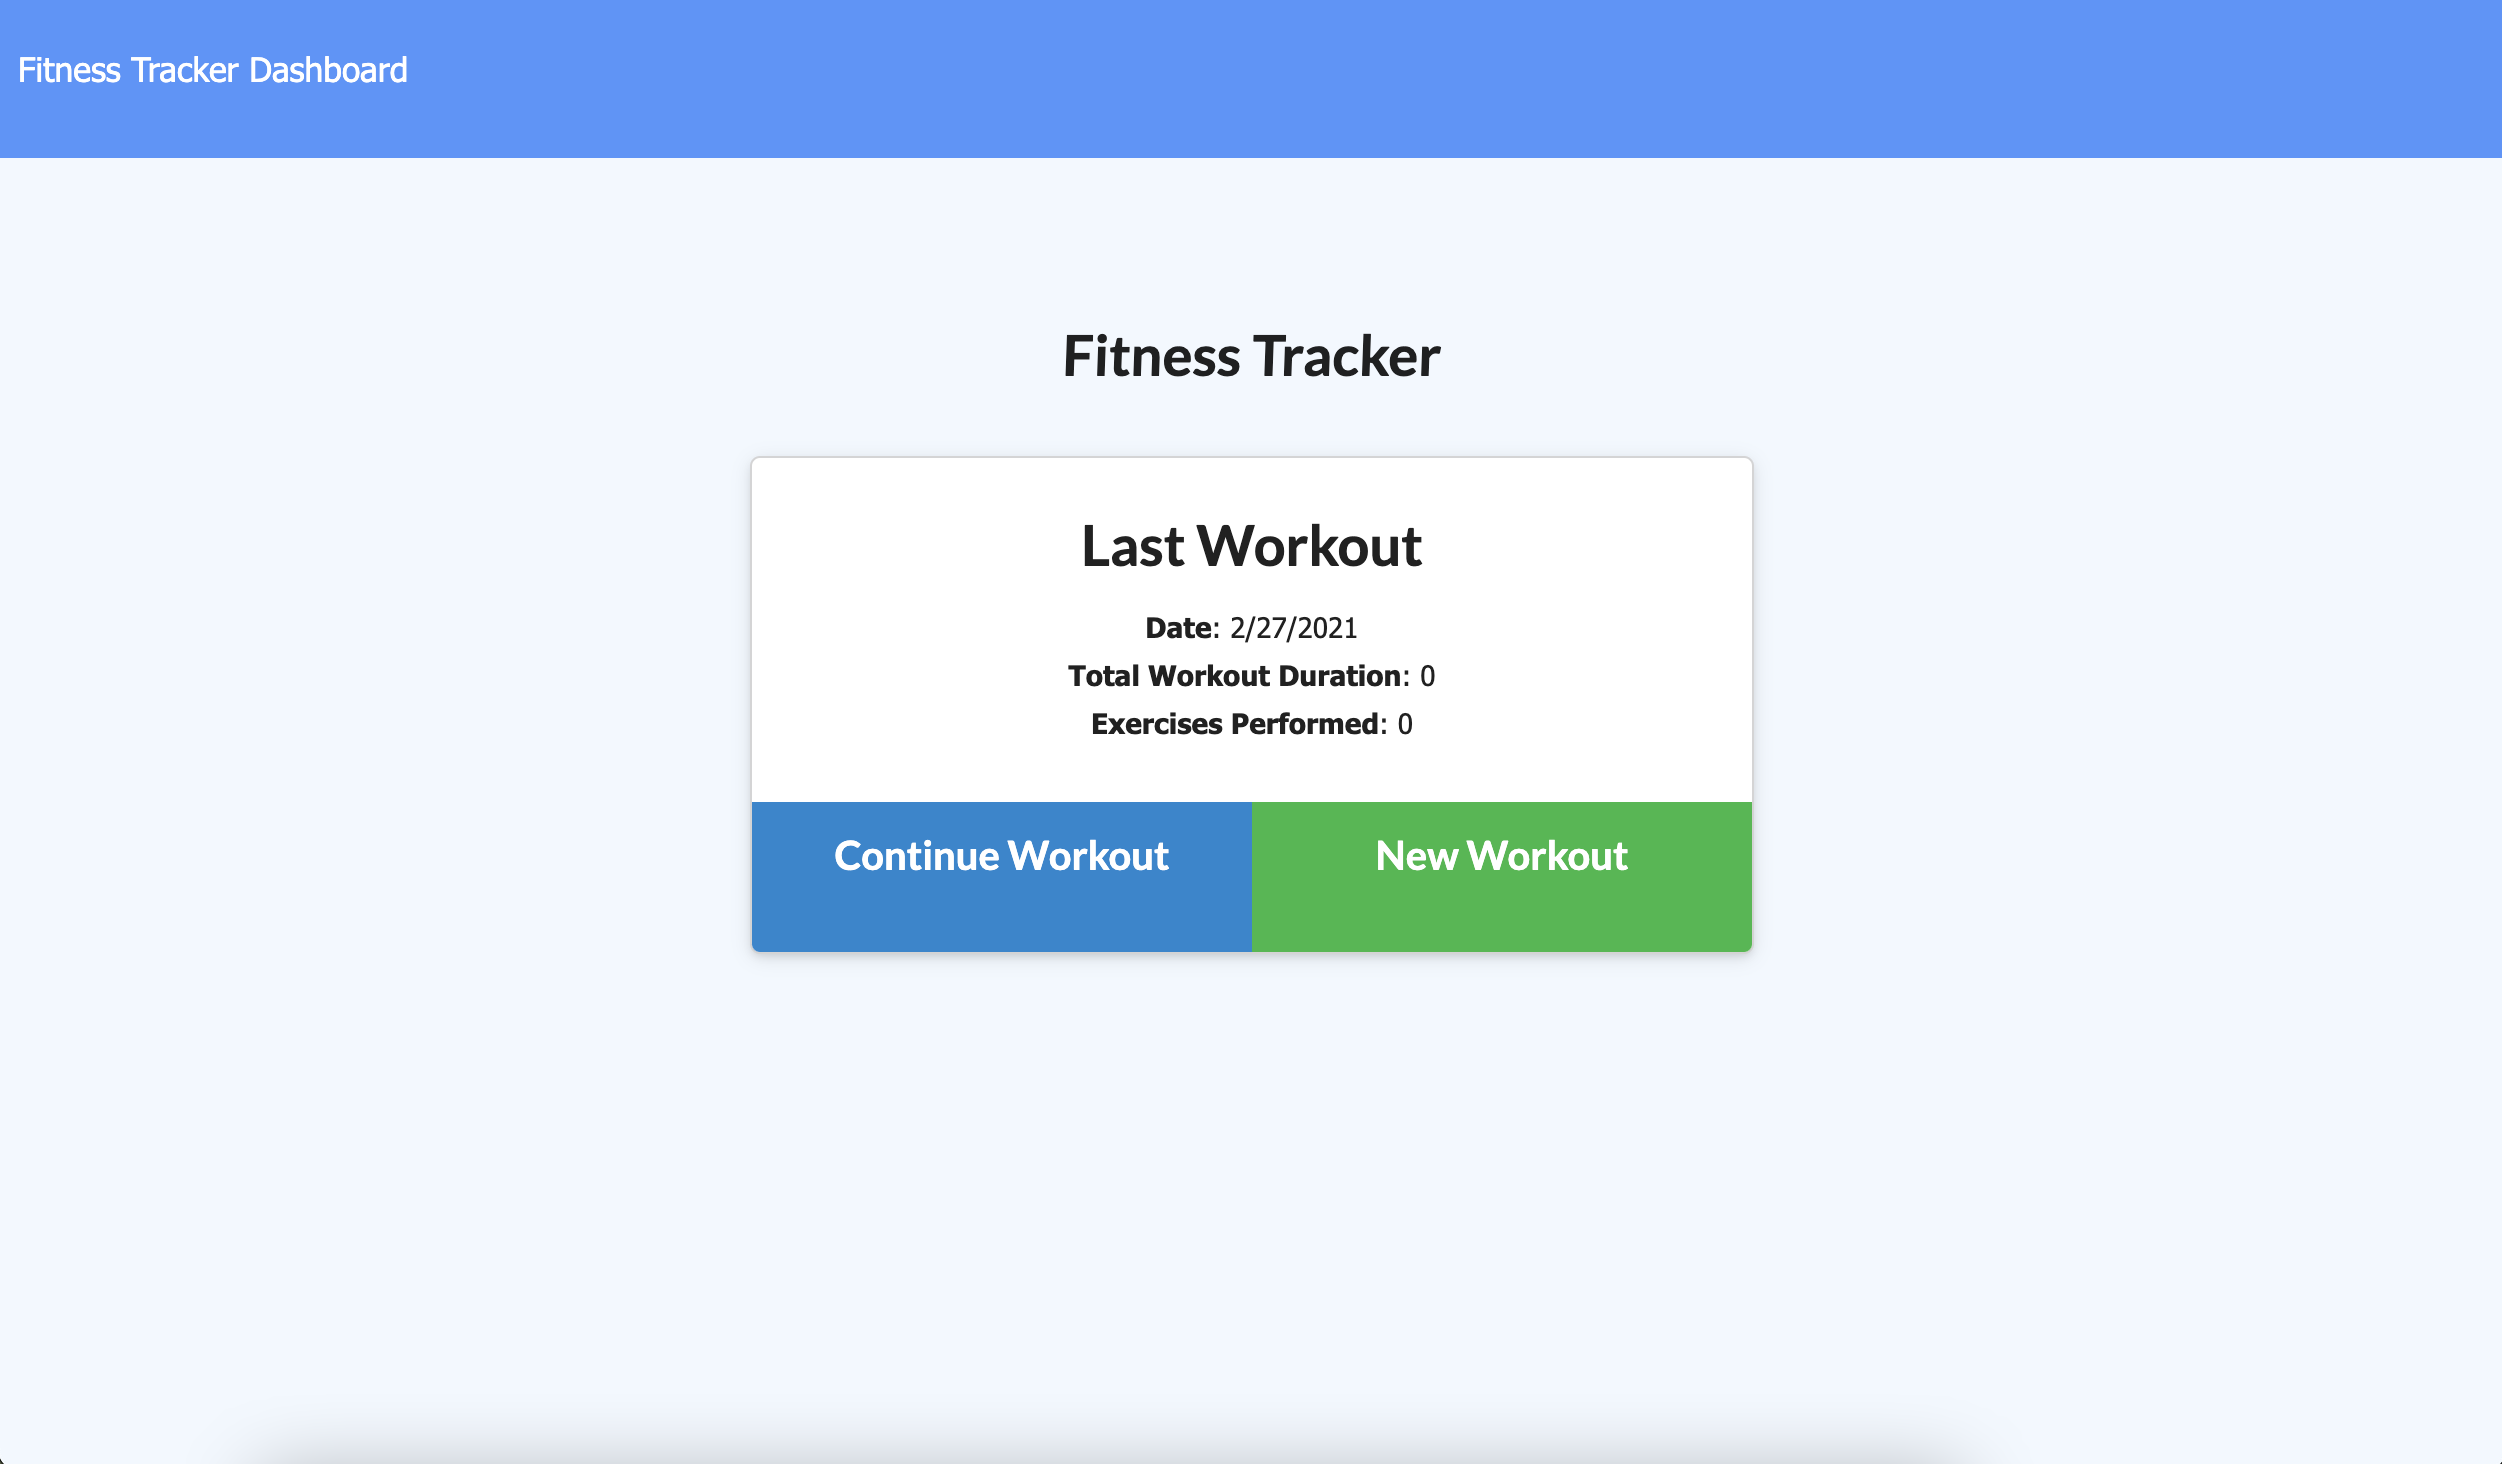 Fitness Tracker Dashboard
Fitness Tracker
Last Workout
Date: 2/27/2021
Total Workout Duration: 0
Exercises Performed: 0
Continue Workout
New Workout